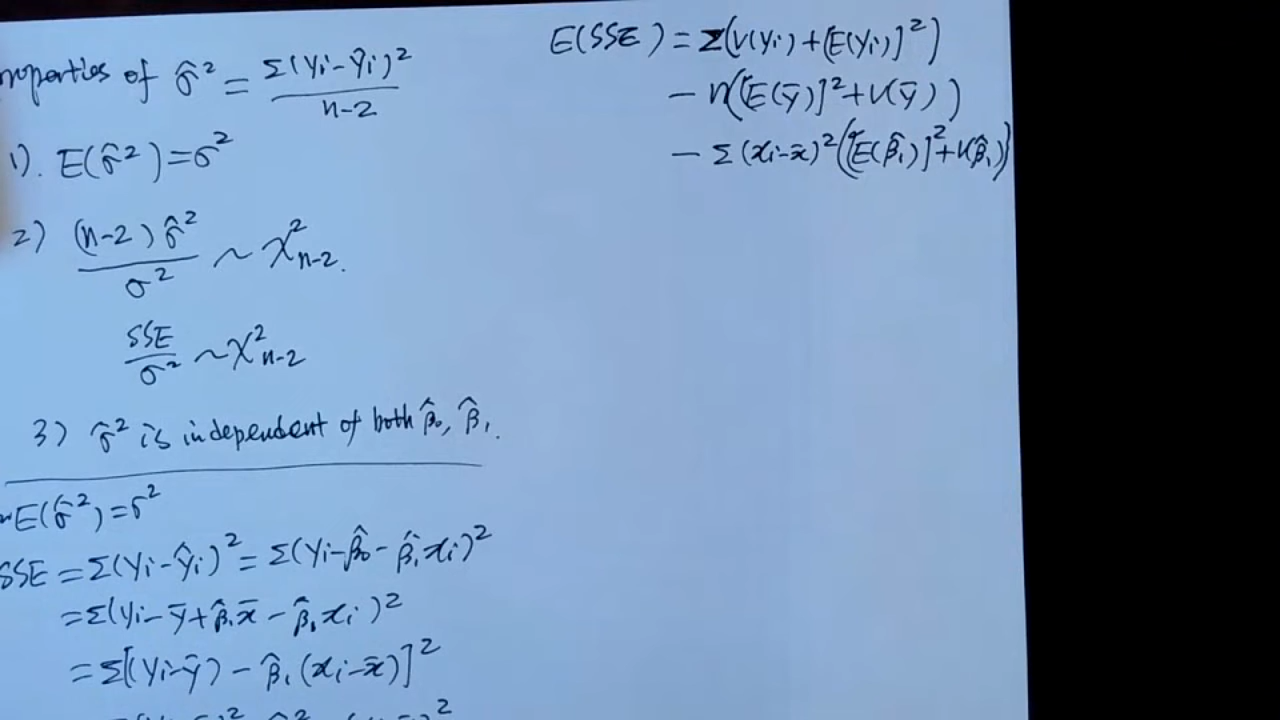 properties of σ̂² = Σ(yi-ŷi)² / n-2
1). E(σ̂²)=σ²
2) (n-2)σ̂² / σ² ~ χ²n-2.
SSE / σ² ~ χ²n-2
3) σ̂² is independent of both β̂0, β̂1.
E(σ̂²)=σ²
SSE = Σ(yi-ŷi)² = Σ(yi-β̂0-β̂1xi)²
= Σ(yi-ȳ+β̂1x̄-β̂1xi)²
= Σ[(yi-ȳ)-β̂1(xi-x̄)]²
E(SSE) = Σ(V(yi)+[E(yi)]²)
- n([E(ȳ)]²+V(ȳ))
- Σ(xi-x̄)²([E(β̂1)]²+V(β̂1))